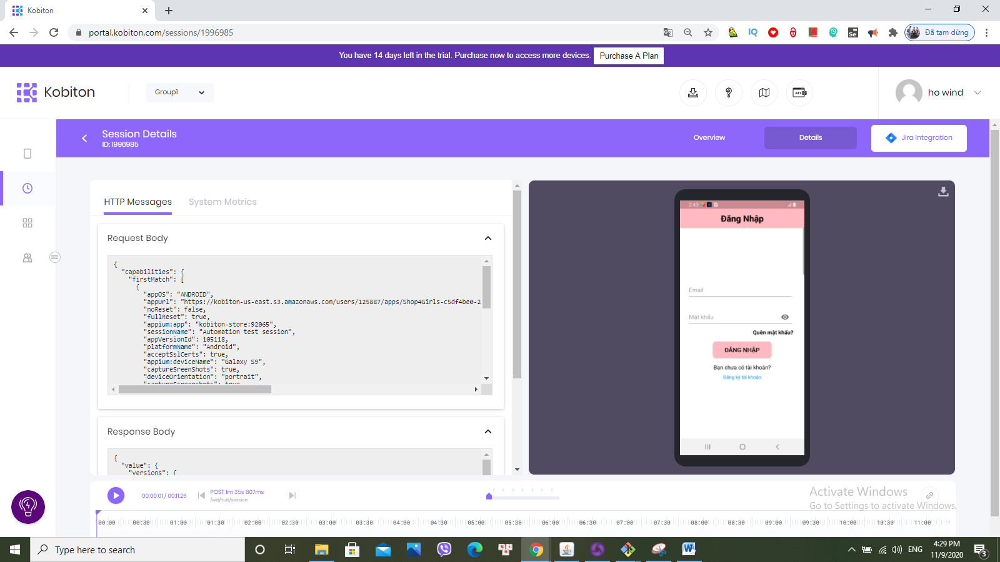 Kobiton
portal.kobiton.com/sessions/1996985
Đã tạm dừng
You have 14 days left in the trial. Purchase now to access more devices.
Purchase A Plan
Kobiton
Group1
API
ho wind
Session Details
ID: 1996985
Overview
Details
Jira Integration
HTTP Messages
System Metrics
Request Body
{
"capabilities": {
"firstMatch": [
{
"appOS": "ANDROID",
"appUrl": "https://kobiton-us-east.s3.amazonaws.com/users/125887/apps/Shop4Girls-c5df4be0-2
"noReset": false,
"fullReset": true,
"appium:app": "kobiton-store:92065",
"sessionName": "Automation test session",
"appVersionId": 105118,
"platformName": "Android",
"acceptSslCerts": true,
"appium:deviceName": "Galaxy S9",
"captureSreenShots": true,
"deviceOrientation": "portrait",
"captureScreenshots": true
Response Body
{
"value": {
"versions": {
2:43
Đăng Nhập
Email
Mật khẩu
Quên mật khẩu?
ĐĂNG NHẬP
Bạn chưa có tài khoản?
Đăng ký tài khoản
00:00:01 / 00:11:26
POST 1m 35s 807ms
/wd/hub/session
Activate Windows
Go to Settings to activate Windows.
00:00 00:30 01:00 01:30 02:00 02:30 03:00 03:30 04:00 04:30 05:00 05:30 06:00 06:30 07:00 07:30 08:00 08:30 09:00 09:30 10:00 10:30 11:00
Type here to search
ENG
4:29 PM
11/9/2020
3